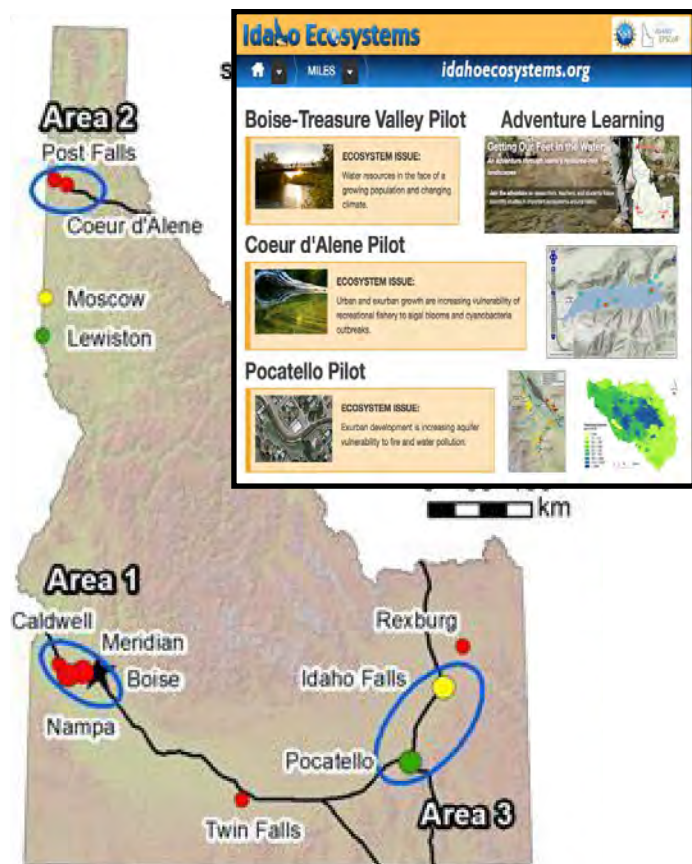 Idaho Ecosystems
MILES
idahoecosystems.org
Boise-Treasure Valley Pilot
ECOSYSTEM ISSUE:
Water resources in the face of a
growing population and changing
climate.
Adventure Learning
Getting Our Feet in the Water:
Coeur d'Alene Pilot
ECOSYSTEM ISSUE:
Urban and exurban growth are increasing vulnerability of
recreational fishery to algal blooms and cyanobacteria
outbreaks.
Pocatello Pilot
ECOSYSTEM ISSUE:
Exurban development is increasing aquifer
vulnerability to fire and water pollution.
Area 2
Post Falls
Coeur d'Alene
Moscow
Lewiston
km
Area 1
Caldwell
Meridian
Boise
Nampa
Rexburg
Idaho Falls
Pocatello
Area 3
Twin Falls